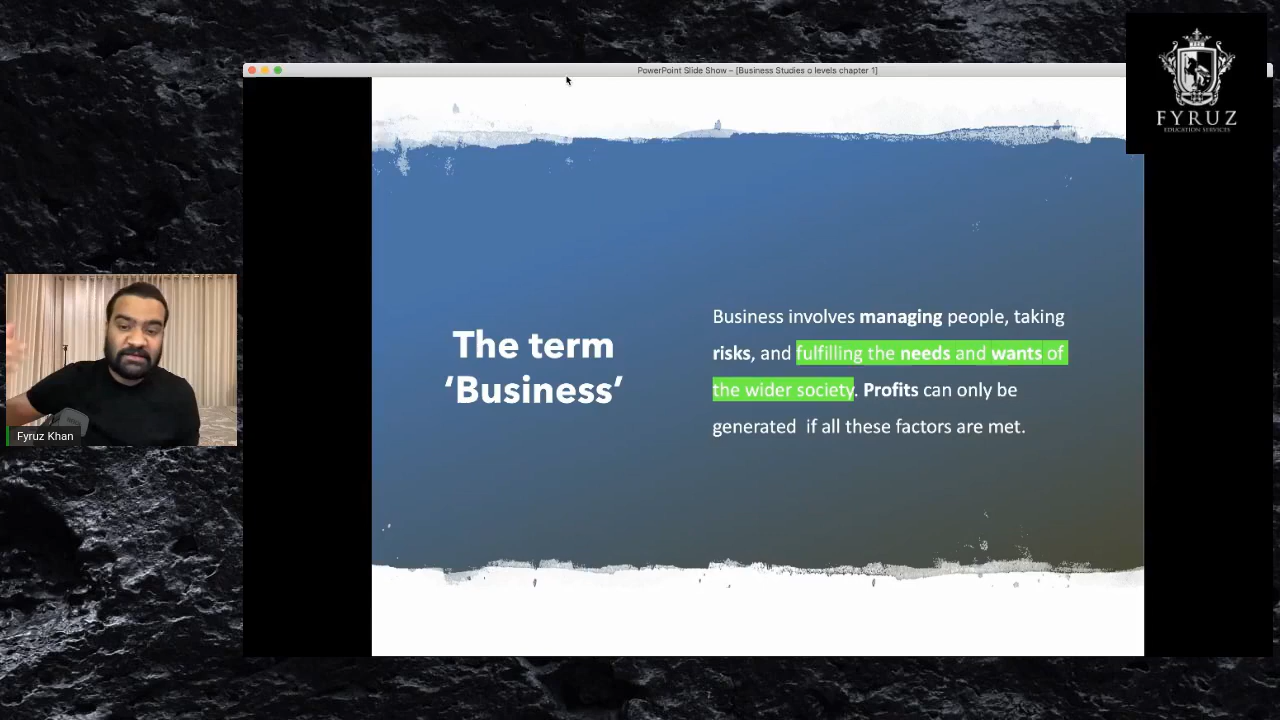 PowerPoint Slide Show – [Business Studies o levels chapter 1]
FYRUZ
EDUCATION SERVICES
The term
‘Business’
Business involves managing people, taking
risks, and fulfilling the needs and wants of
the wider society. Profits can only be
generated  if all these factors are met.
Fyruz Khan